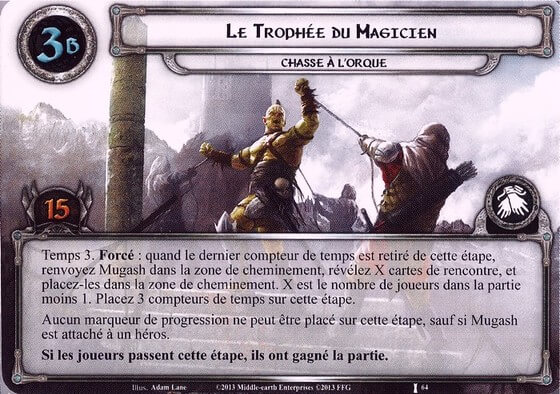 3B
LE TROPHÉE DU MAGICIEN
CHASSE À L'ORQUE
15
Temps 3. Forcé : quand le dernier compteur de temps est retiré de cette étape,
renvoyez Mugash dans la zone de cheminement, révélez X cartes de rencontre, et
placez-les dans la zone de cheminement. X est le nombre de joueurs dans la partie
moins 1. Placez 3 compteurs de temps sur cette étape.
Aucun marqueur de progression ne peut être placé sur cette étape, sauf si Mugash
est attaché à un héros.
Si les joueurs passent cette étape, ils ont gagné la partie.
Illus. Adam Lane ©2013 Middle-earth Enterprises ©2013 FFG 64